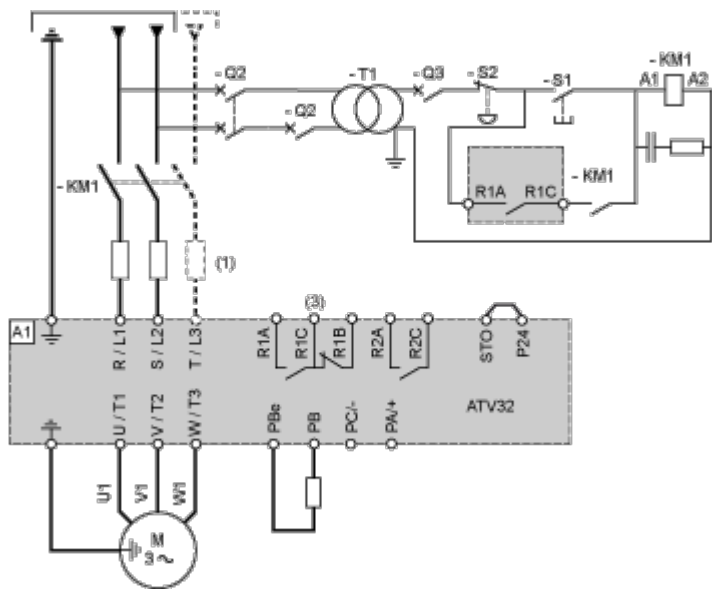 - Q2
- T1
- Q3
- S2
- S1
- KM1
A1
A2
- Q2
- KM1
R1A
R1C
- KM1
(1)
(3)
A1
R / L1
S / L2
T / L3
R1A
R1C
R1B
R2A
R2C
STO
P24
ATV32
U / T1
V / T2
W / T3
PBe
PB
PC/-
PA/+
U1
V1
W1
M
3 ~